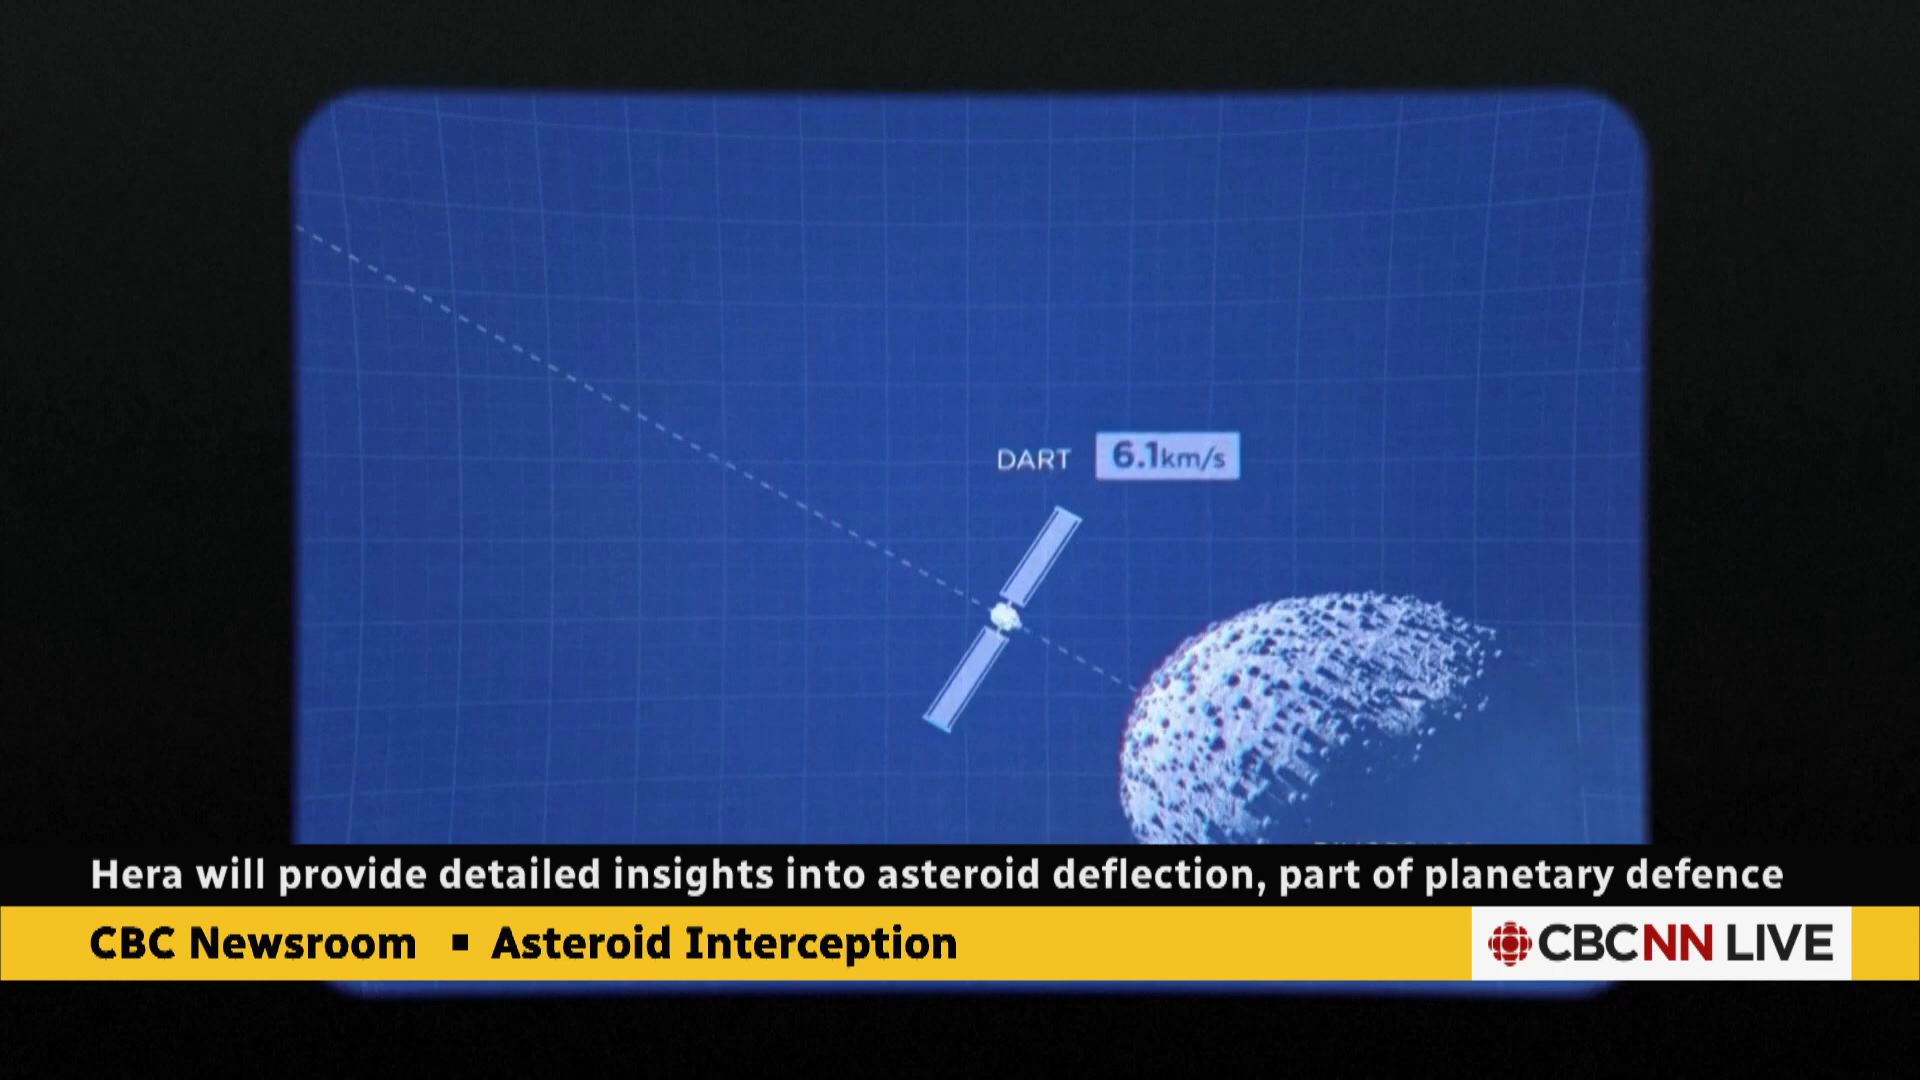 DART 6.1km/s
Hera will provide detailed insights into asteroid deflection, part of planetary defence
CBC Newsroom ▪ Asteroid Interception
CBCNN LIVE